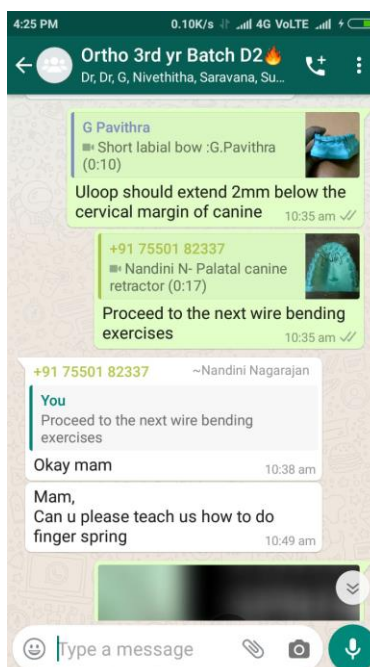 4:25 PM 0.10K/s 4G VoLTE
Ortho 3rd yr Batch D2🔥
Dr, Dr, G, Nivethitha, Saravana, Su...
G Pavithra
Short labial bow :G.Pavithra
(0:10)
Uloop should extend 2mm below the
cervical margin of canine 10:35 am
+91 75501 82337
Nandini N- Palatal canine
retractor (0:17)
Proceed to the next wire bending
exercises 10:35 am
+91 75501 82337 ~Nandini Nagarajan
You
Proceed to the next wire bending
exercises
Okay mam 10:38 am
Mam,
Can u please teach us how to do
finger spring 10:49 am
Type a message